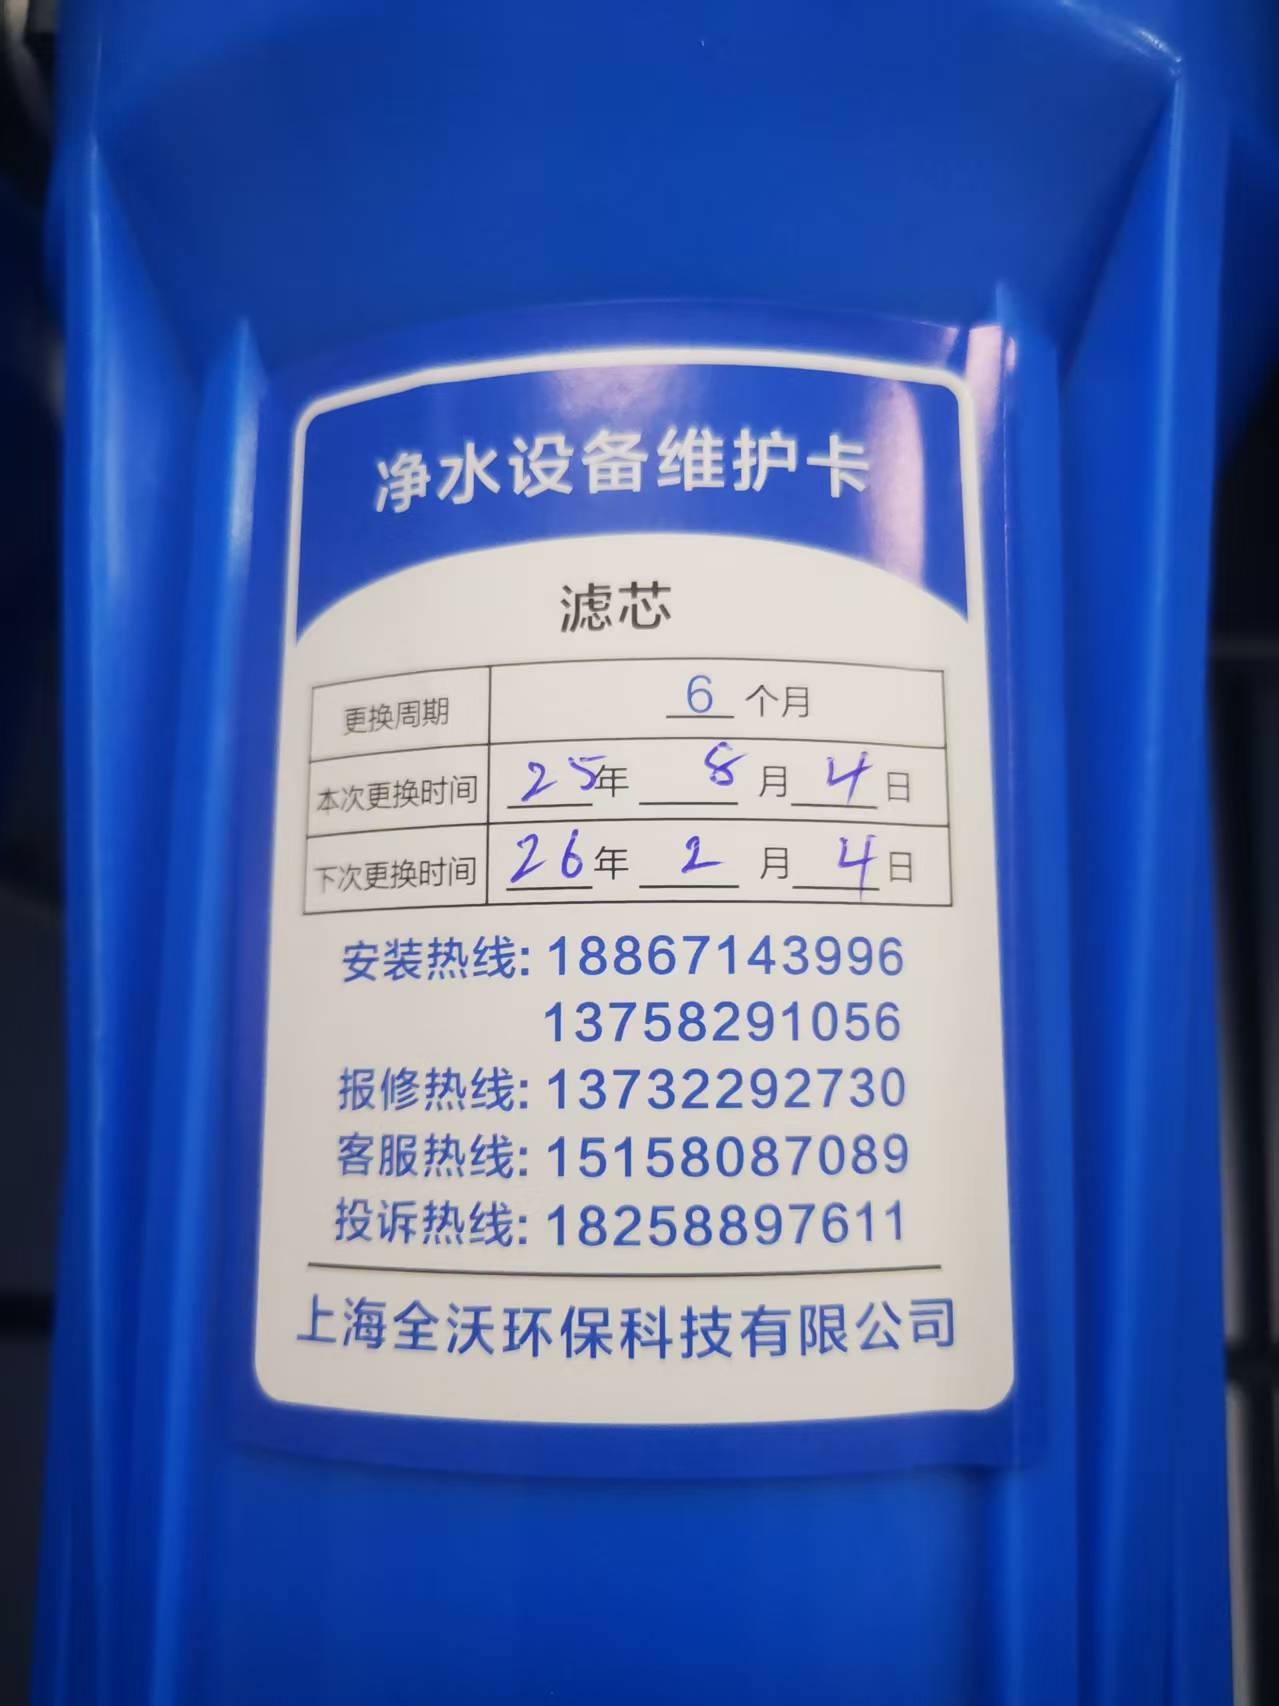 净水设备维护卡
滤芯
更换周期 6 个月
本次更换时间 25年 8月 4日
下次更换时间 26年 2月 4日
安装热线: 18867143996
13758291056
报修热线: 13732292730
客服热线: 15158087089
投诉热线: 18258897611
上海全沃环保科技有限公司